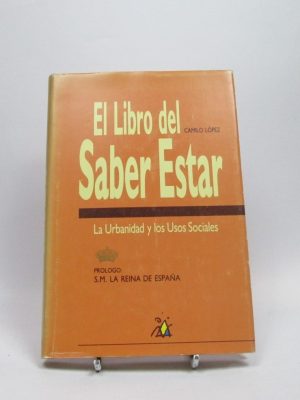 El Libro del
CAMILO LÓPEZ
Saber Estar
La Urbanidad y los Usos Sociales
PROLOGO:
S.M. LA REINA DE ESPAÑA